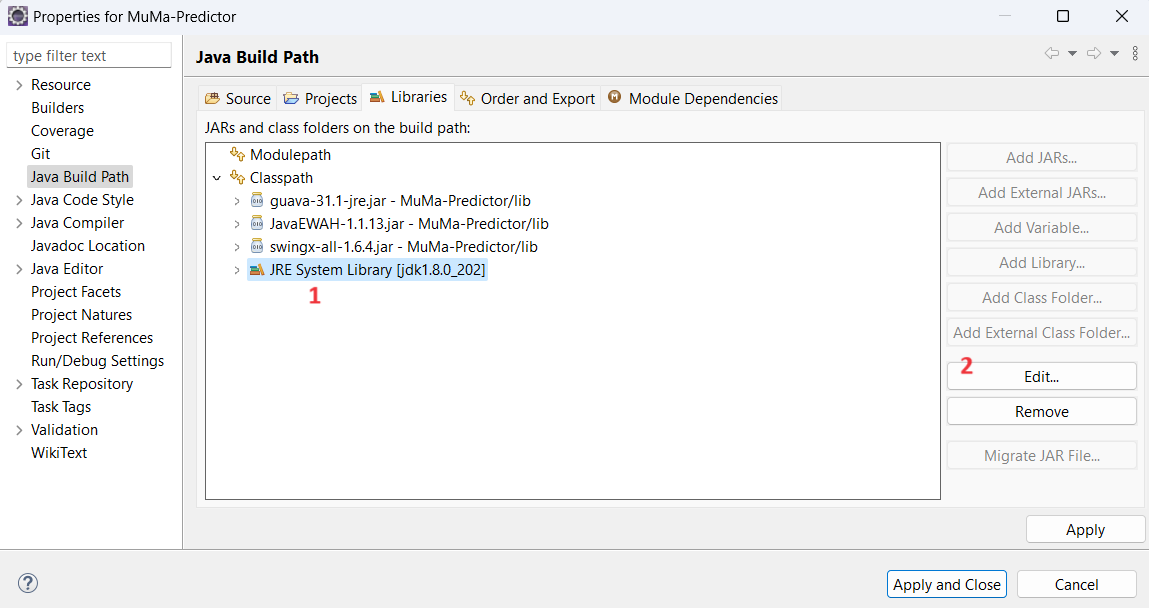 Properties for MuMa-Predictor
type filter text
Resource
Builders
Coverage
Git
Java Build Path
Java Code Style
Java Compiler
Javadoc Location
Java Editor
Project Facets
Project Natures
Project References
Run/Debug Settings
Task Repository
Task Tags
Validation
WikiText
Java Build Path
Source Projects Libraries Order and Export Module Dependencies
JARs and class folders on the build path:
Modulepath
Classpath
guava-31.1-jre.jar - MuMa-Predictor/lib
JavaEWAH-1.1.13.jar - MuMa-Predictor/lib
swingx-all-1.6.4.jar - MuMa-Predictor/lib
JRE System Library [jdk1.8.0_202]
1
Add JARs...
Add External JARs...
Add Variable...
Add Library...
Add Class Folder...
Add External Class Folder...
2
Edit...
Remove
Migrate JAR File...
Apply
?
Apply and Close
Cancel